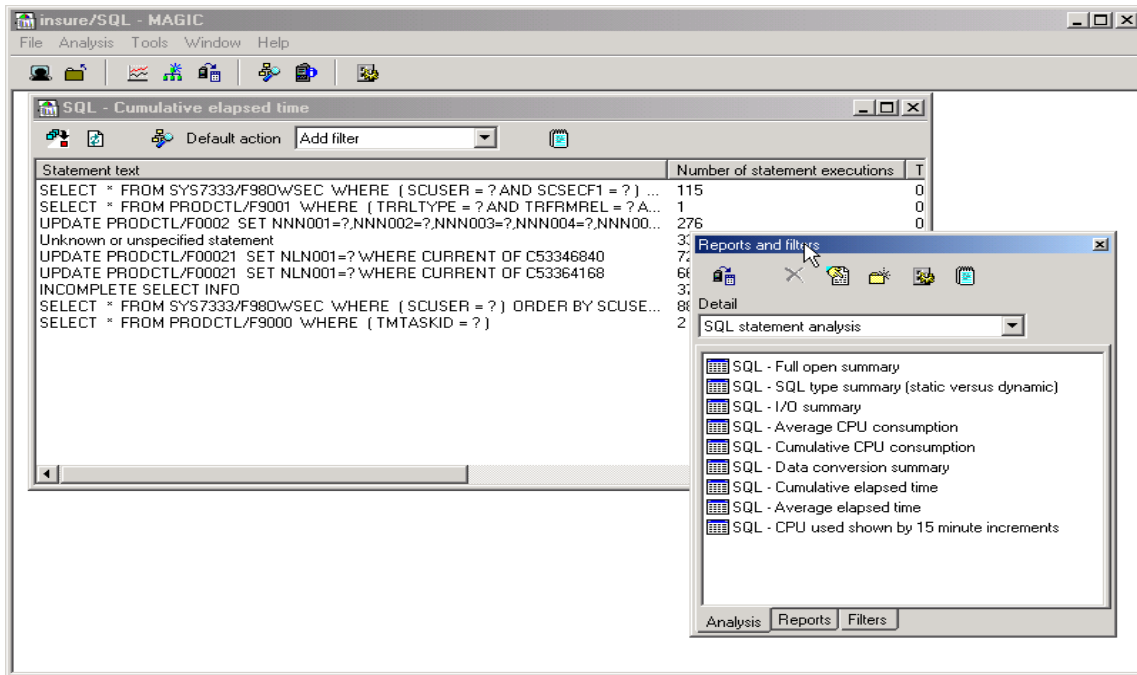 insure/SQL - MAGIC
File Analysis Tools Window Help
SQL - Cumulative elapsed time
Default action Add filter
Statement text Number of statement executions T
SELECT * FROM SYS7333/F98OWSEC WHERE ( SCUSER = ? AND SCSECF1 = ? ) ... 115 0
SELECT * FROM PRODCTL/F9001 WHERE ( TRRLTYPE = ? AND TRFRMREL = ? A... 1 0
UPDATE PRODCTL/F0002 SET NNN001=?,NNN002=?,NNN003=?,NNN004=?,NNN00... 276 0
Unknown or unspecified statement
UPDATE PRODCTL/F00021 SET NLN001=? WHERE CURRENT OF C53346840
UPDATE PRODCTL/F00021 SET NLN001=? WHERE CURRENT OF C53364168
INCOMPLETE SELECT INFO
SELECT * FROM SYS7333/F98OWSEC WHERE ( SCUSER = ? ) ORDER BY SCUSE...
SELECT * FROM PRODCTL/F9000 WHERE ( TMTASKID = ? ) 2
Reports and filters
Detail
SQL statement analysis
SQL - Full open summary
SQL - SQL type summary (static versus dynamic)
SQL - I/O summary
SQL - Average CPU consumption
SQL - Cumulative CPU consumption
SQL - Data conversion summary
SQL - Cumulative elapsed time
SQL - Average elapsed time
SQL - CPU used shown by 15 minute increments
Analysis Reports Filters